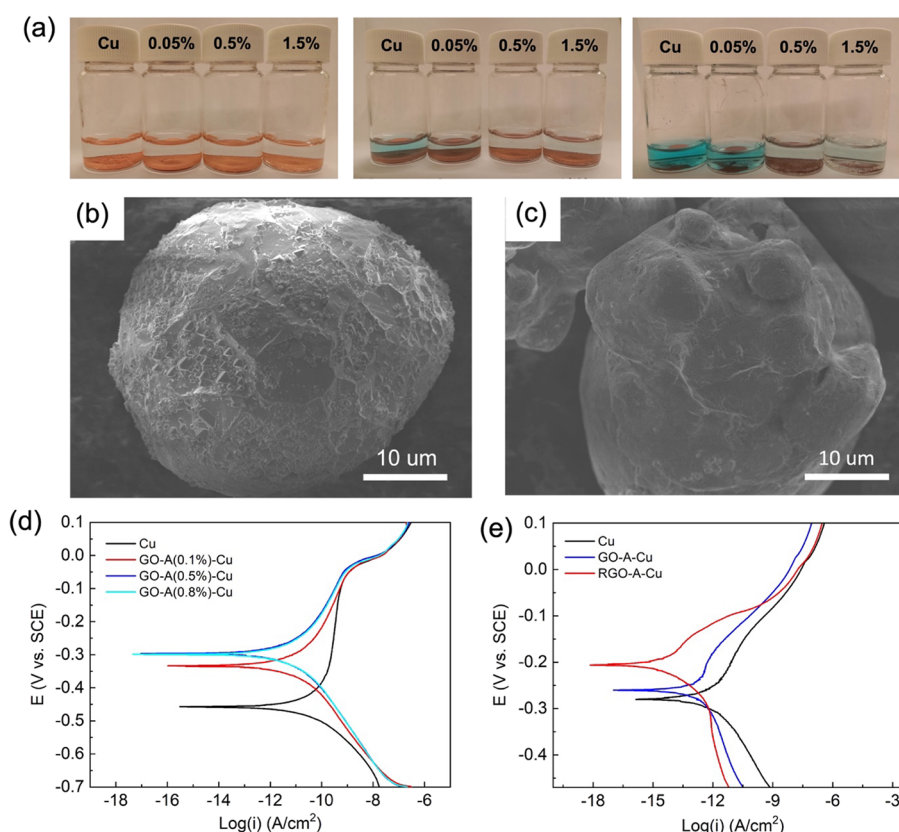 (a)
Cu 0.05% 0.5% 1.5%
Cu 0.05% 0.5% 1.5%
Cu 0.05% 0.5% 1.5%
(b)
10 um
(c)
10 um
(d)
0.1
0.0
-0.1
-0.2
-0.3
-0.4
-0.5
-0.6
-0.7
E (V vs. SCE)
Cu
GO-A(0.1%)-Cu
GO-A(0.5%)-Cu
GO-A(0.8%)-Cu
-18 -16 -14 -12 -10 -8 -6
Log(i) (A/cm²)
(e)
0.1
0.0
-0.1
-0.2
-0.3
-0.4
E (V vs. SCE)
Cu
GO-A-Cu
RGO-A-Cu
-18 -15 -12 -9 -6 -3
Log(i) (A/cm²)